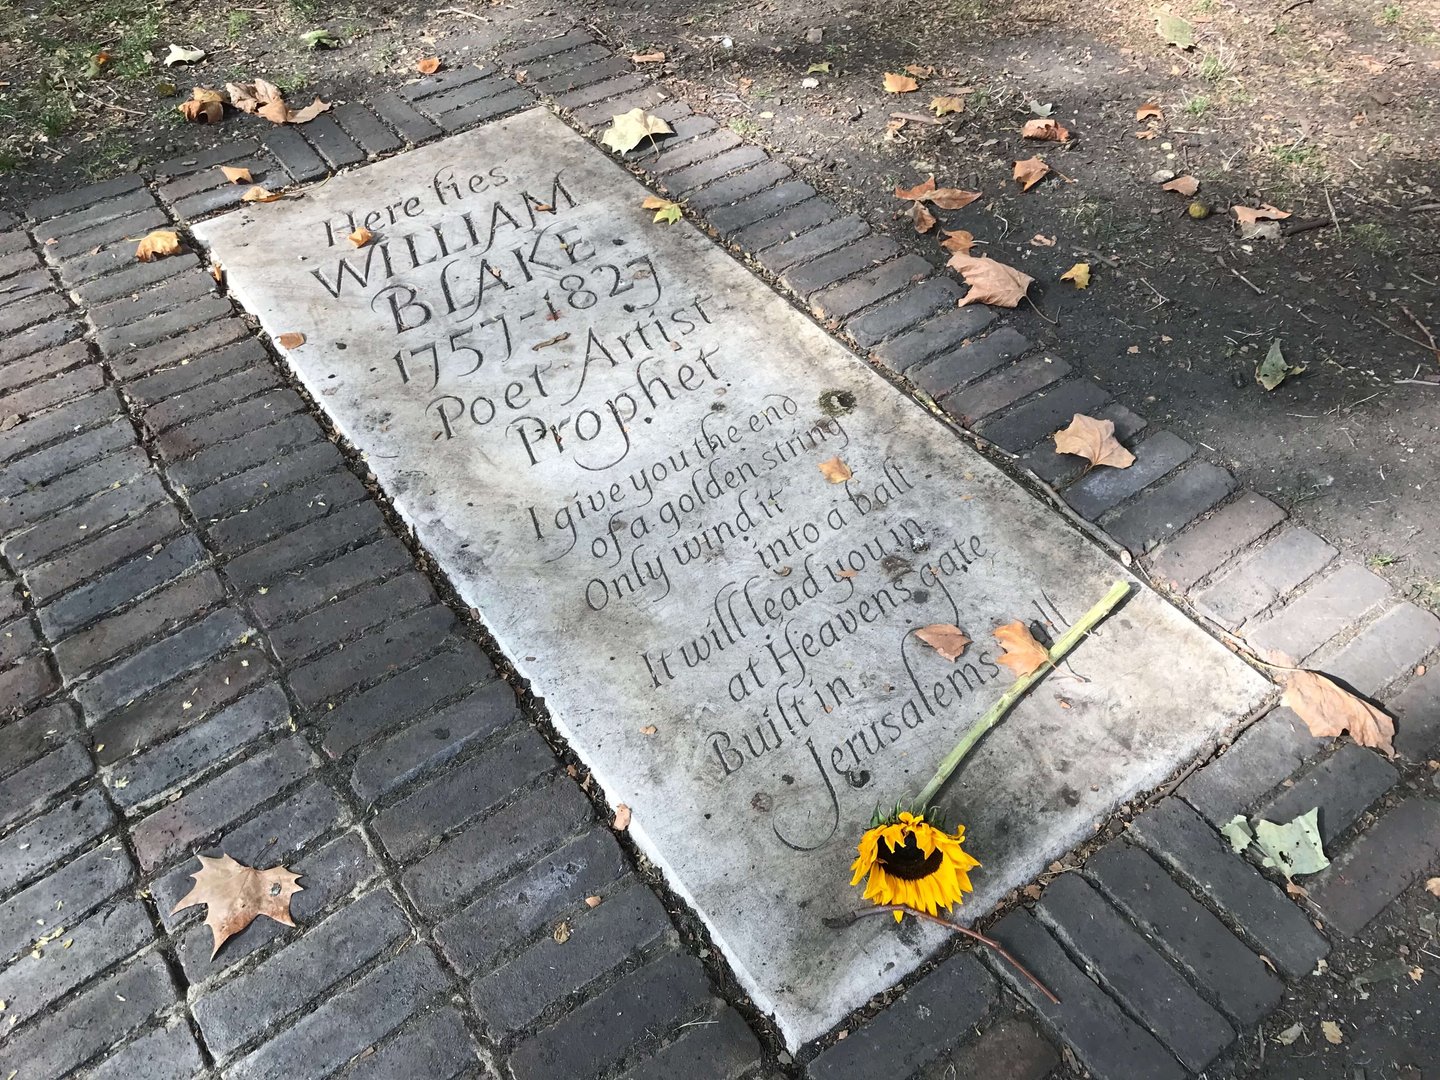 Here lies
WILLIAM
BLAKE
1757-1827
Poet Artist
Prophet
I give you the end
of a golden string
Only wind it
into a ball
It will lead you in
at Heavens gate
Built in
Jerusalems wall